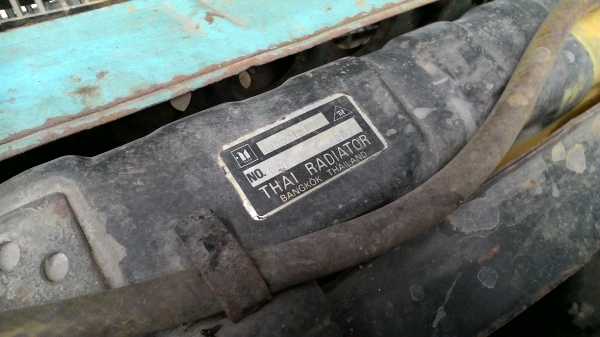 NO.
THAI RADIATOR
BANGKOK THAILAND